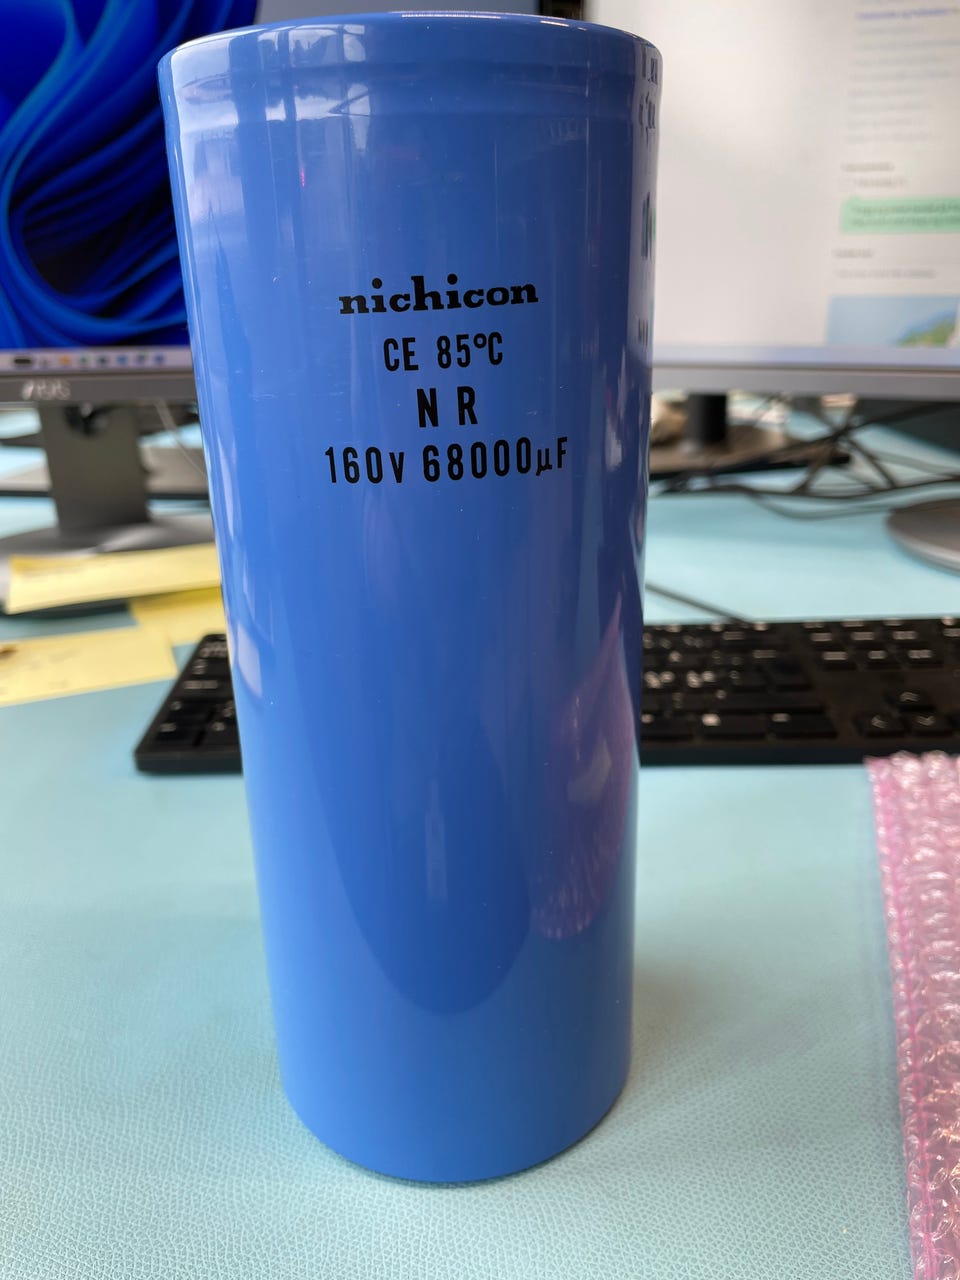 nichicon
CE 85℃
N R
160V 68000μF